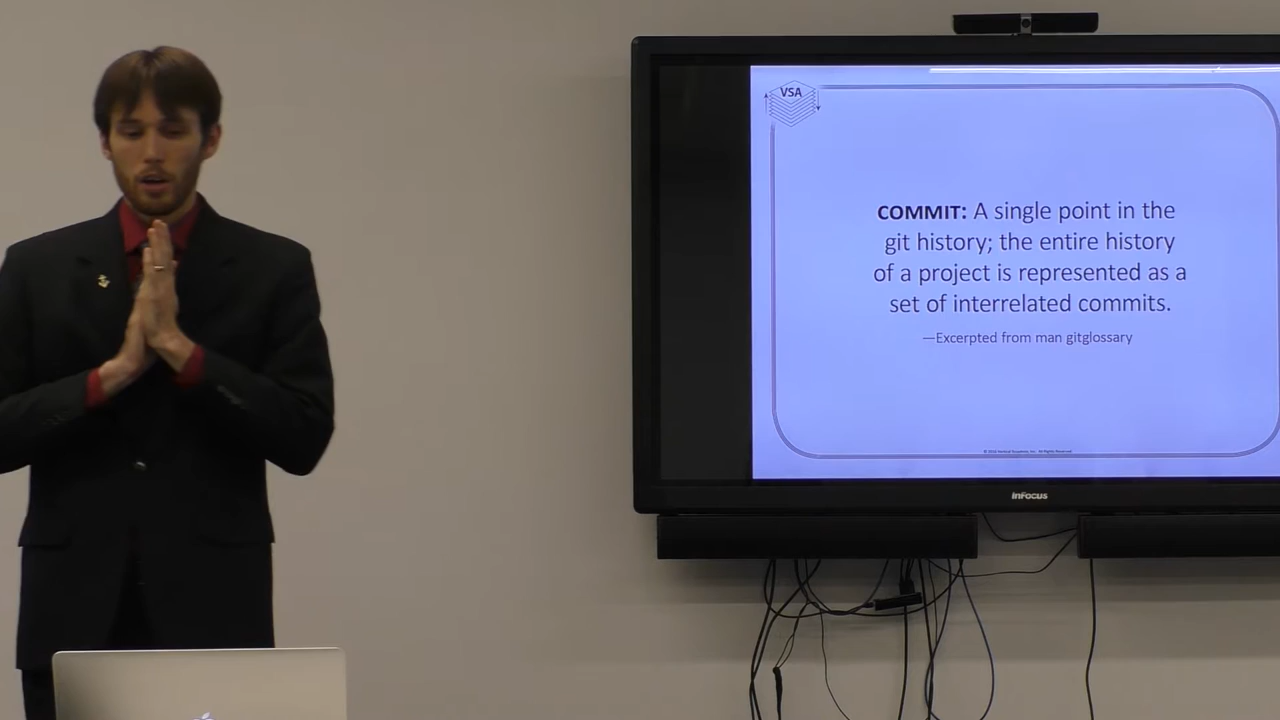 VSA
COMMIT: A single point in the
git history; the entire history
of a project is represented as a
set of interrelated commits.
—Excerpted from man gitglossary
InFocus